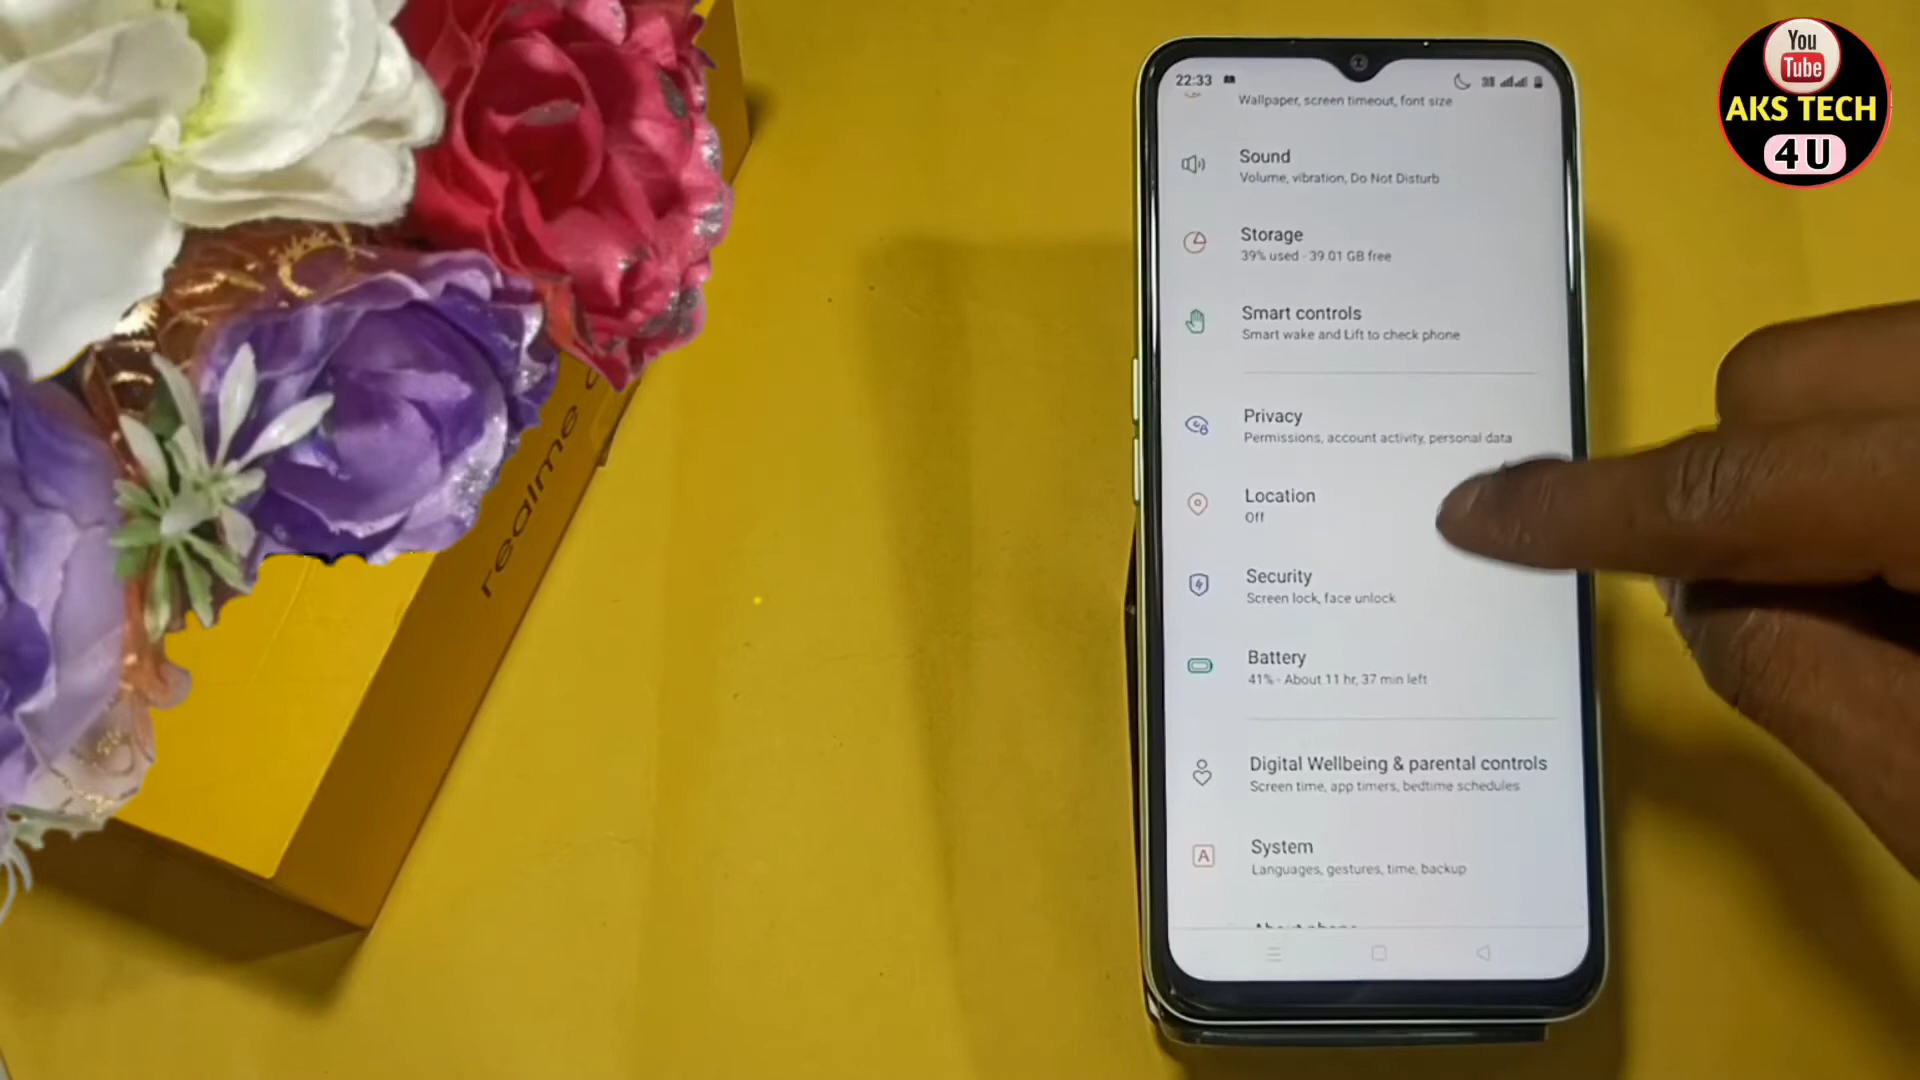 You
Tube
AKS TECH
4 U
realme
22:33
Wallpaper, screen timeout, font size
Sound
Volume, vibration, Do Not Disturb
Storage
39% used - 39.01 GB free
Smart controls
Smart wake and Lift to check phone
Privacy
Permissions, account activity, personal data
Location
Off
Security
Screen lock, face unlock
Battery
41% - About 11 hr, 37 min left
Digital Wellbeing & parental controls
Screen time, app timers, bedtime schedules
A
System
Languages, gestures, time, backup